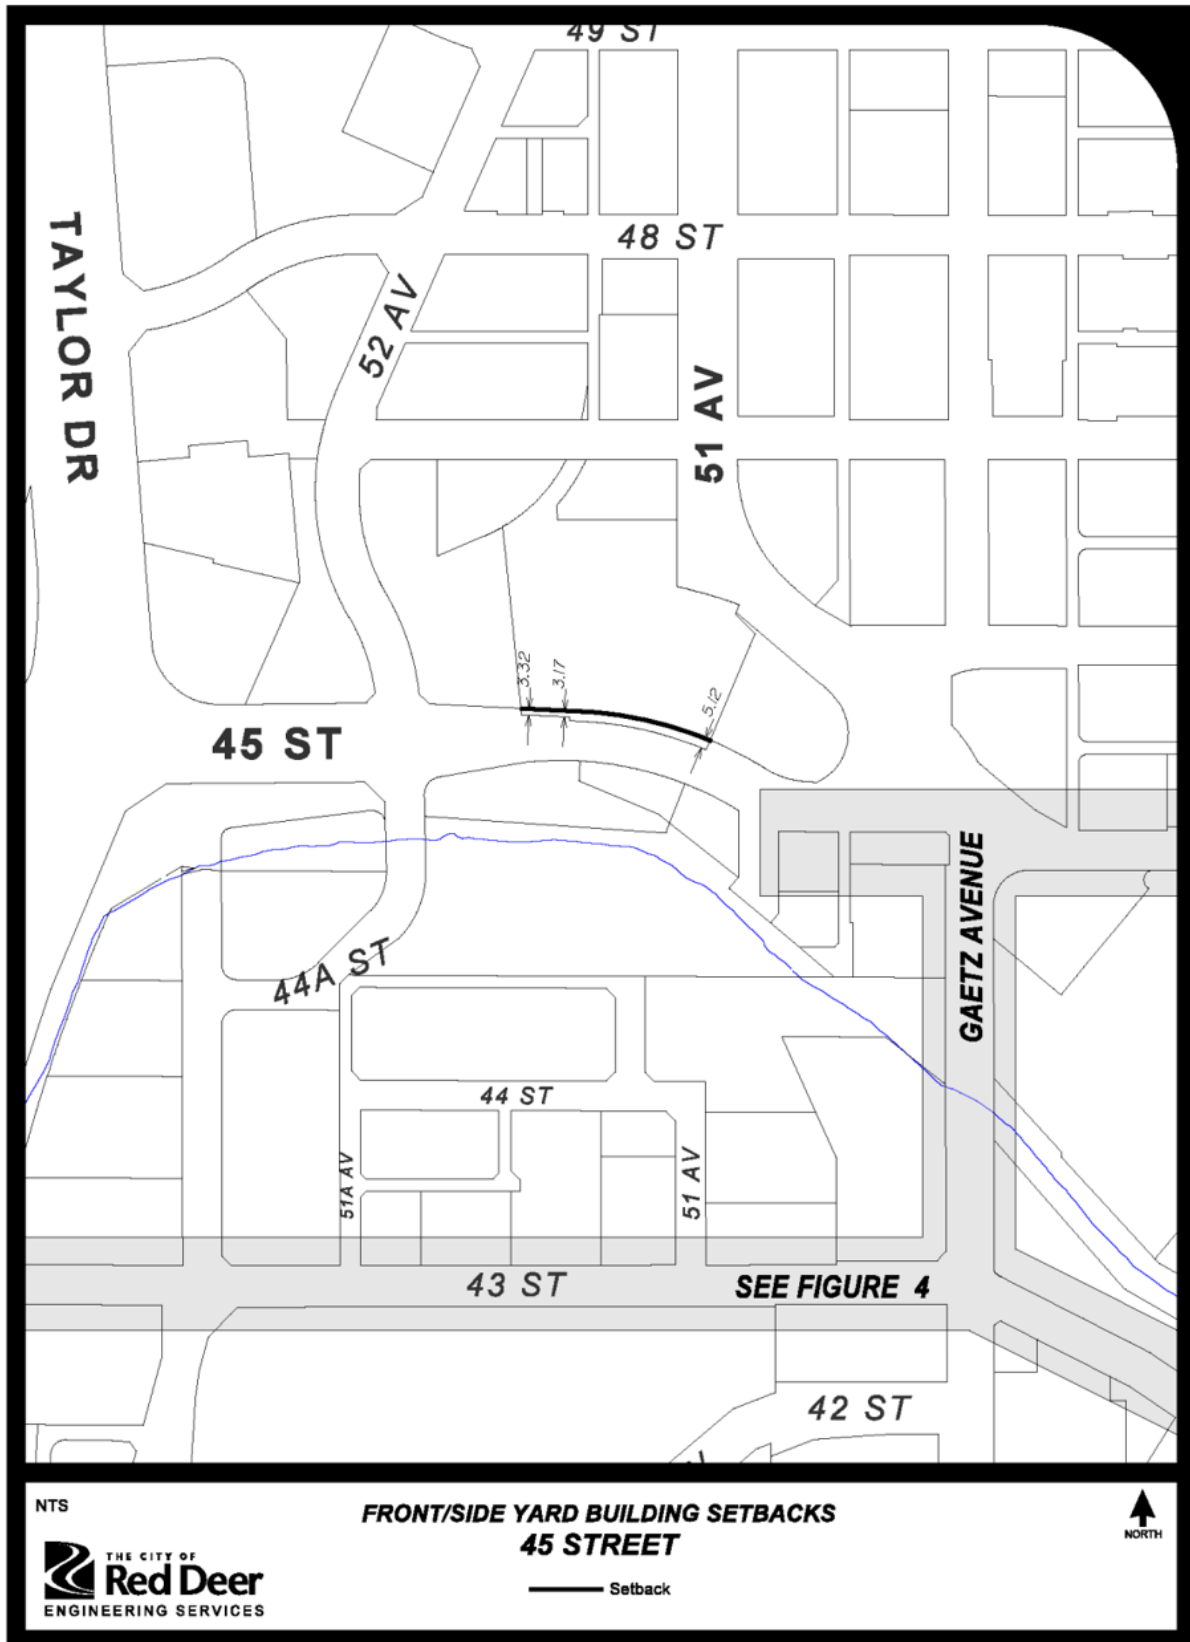 49 ST
48 ST
TAYLOR DR
52 AV
51 AV
3.32
3.17
5.12
45 ST
GAETZ AVENUE
44A ST
44 ST
51A AV
51 AV
43 ST
SEE FIGURE 4
42 ST
NTS
FRONT/SIDE YARD BUILDING SETBACKS
45 STREET
NORTH
THE CITY OF
Red Deer
ENGINEERING SERVICES
Setback